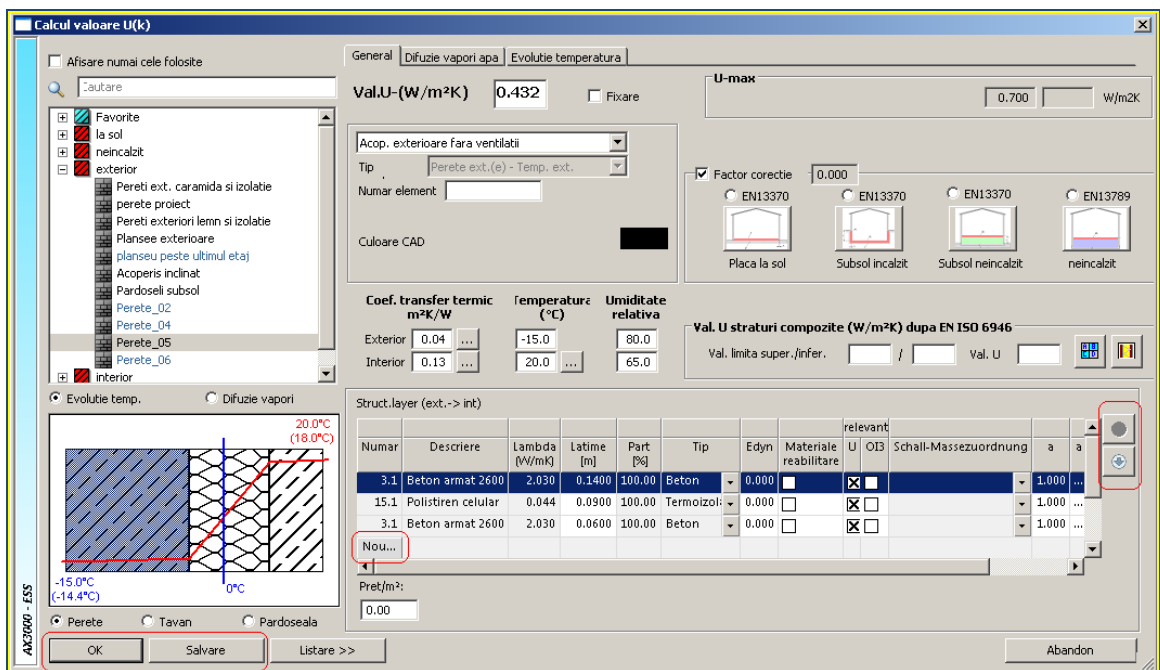 Calcul valoare U(k)
Afisare numai cele folosite
Favorite
la sol
neincalzit
exterior
Pereti ext. caramida si izolatie
perete proiect
Pereti exteriori lemn si izolatie
Plansee exterioare
planseu peste ultimul etaj
Acoperis inclinat
Pardoseli subsol
Perete_02
Perete_04
Perete_05
Perete_06
interior
Evolutie temp.
Difuzie vapori
20.0°C
(18.0°C)
-15.0°C
(-14.4°C)
0°C
Perete
Tavan
Pardoseala
OK
Salvare
Listare >>
AX3000 - ESS
General
Difuzie vapori apa
Evolutie temperatura
Val.U-(W/m²K)
0.432
Fixare
U-max
0.700
W/m2K
Acop. exterioare fara ventilatii
Tip
Perete ext.(e) - Temp. ext.
Numar element
Culoare CAD
Factor corectie
0.000
EN13370
EN13370
EN13370
EN13789
Placa la sol
Subsol incalzit
Subsol neincalzit
neincalzit
Coef. transfer termic
m²K/W
(°C)
Umiditate
relativa
Exterior
0.04
...
-15.0
80.0
Interior
0.13
...
20.0
...
65.0
Val. U straturi compozite (W/m²K) dupa EN ISO 6946
Val. limita super./infer.
/
Val. U
Struct.layer (ext.-> int)
relevant
Numar Descriere Lambda (W/mK) Latime [m] Part [%] Tip Edyn Materiale reabilitare U OI3 Schall-Massezuordnung a a
3.1 Beton armat 2600 2.030 0.1400 100.00 Beton 0.000 1.000 ...
15.1 Polistiren celular 0.044 0.0900 100.00 0.000 1.000 ...
3.1 Beton armat 2600 2.030 0.0600 100.00 Beton 0.000 1.000 ...
Nou...
Pret/m²:
0.00
Abandon